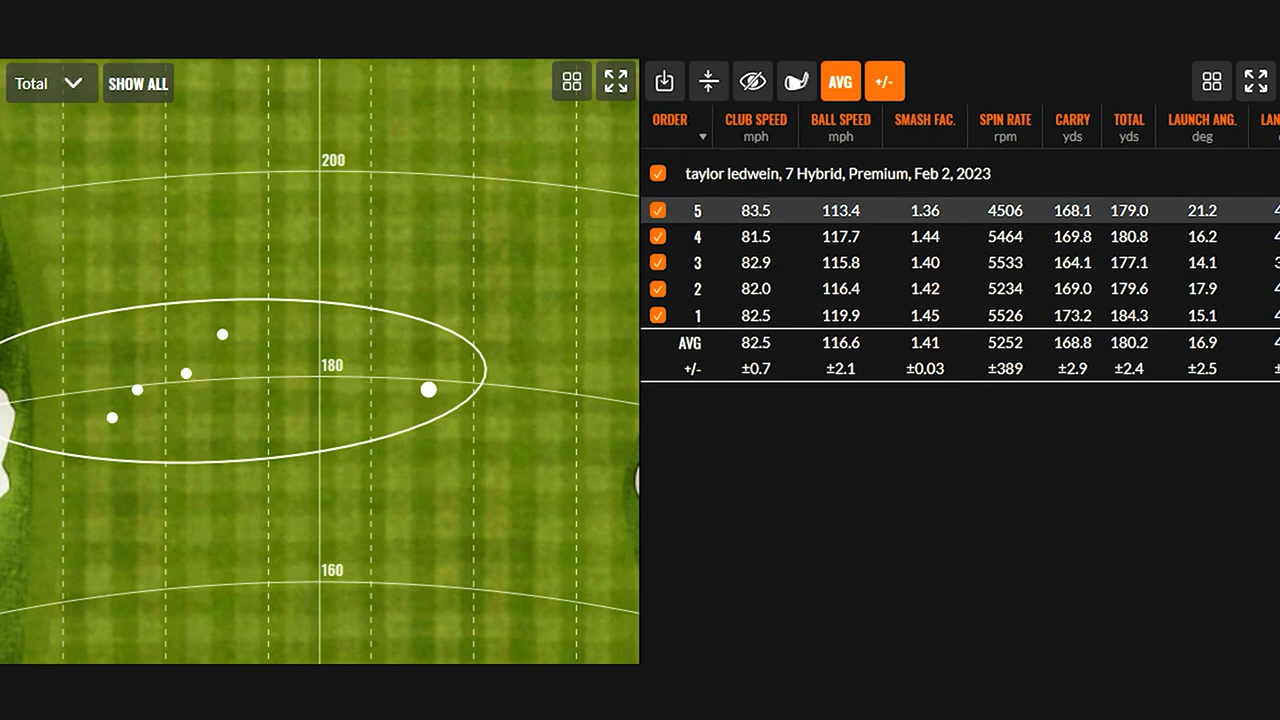 Total SHOW ALL
200
180
160
AVG +/-
ORDER CLUB SPEED BALL SPEED SMASH FAC. SPIN RATE CARRY TOTAL LAUNCH ANG. LAN
mph mph rpm yds yds deg
taylor ledwein, 7 Hybrid, Premium, Feb 2, 2023
5 83.5 113.4 1.36 4506 168.1 179.0 21.2
4 81.5 117.7 1.44 5464 169.8 180.8 16.2
3 82.9 115.8 1.40 5533 164.1 177.1 14.1
2 82.0 116.4 1.42 5234 169.0 179.6 17.9
1 82.5 119.9 1.45 5526 173.2 184.3 15.1
AVG 82.5 116.6 1.41 5252 168.8 180.2 16.9
+/- ±0.7 ±2.1 ±0.03 ±389 ±2.9 ±2.4 ±2.5